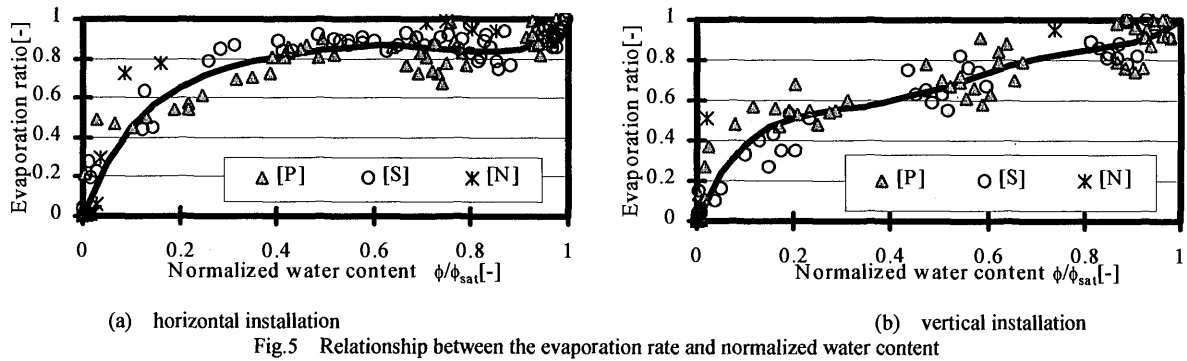 Evaporation ratio[-]
1
0.8
0.6
0.4
0.2
0
[P] [S] [N]
0 0.2 0.4 0.6 0.8 1
Normalized water content ϕ/ϕsat[-]
(a) horizontal installation
Evaporation ratio[-]
1
0.8
0.6
0.4
0.2
0
[P] [S] [N]
0 0.2 0.4 0.6 0.8 1
Normalized water content ϕ/ϕsat[-]
(b) vertical installation
Fig.5 Relationship between the evaporation rate and normalized water content